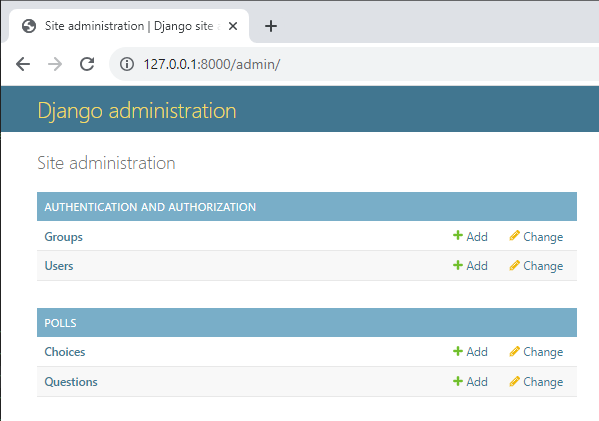 Site administration | Django site a
127.0.0.1:8000/admin/
Django administration
Site administration
AUTHENTICATION AND AUTHORIZATION
Groups Add Change
Users Add Change
POLLS
Choices Add Change
Questions Add Change